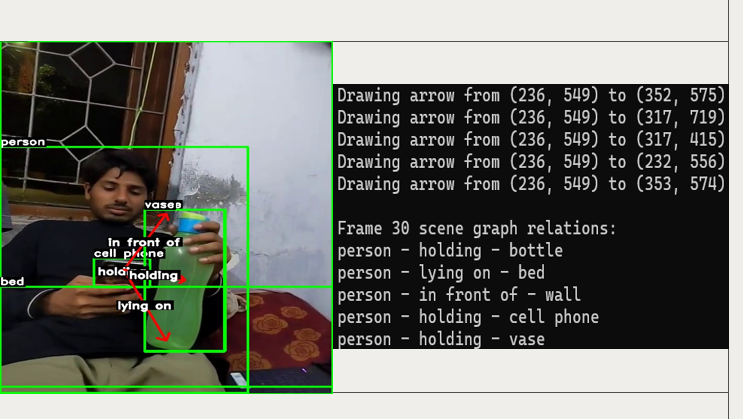 person
vases
in front of
cell phone
holding
bed
lying on
Drawing arrow from (236, 549) to (352, 575)
Drawing arrow from (236, 549) to (317, 719)
Drawing arrow from (236, 549) to (317, 415)
Drawing arrow from (236, 549) to (232, 556)
Drawing arrow from (236, 549) to (353, 574)
Frame 30 scene graph relations:
person - holding - bottle
person - lying on - bed
person - in front of - wall
person - holding - cell phone
person - holding - vase